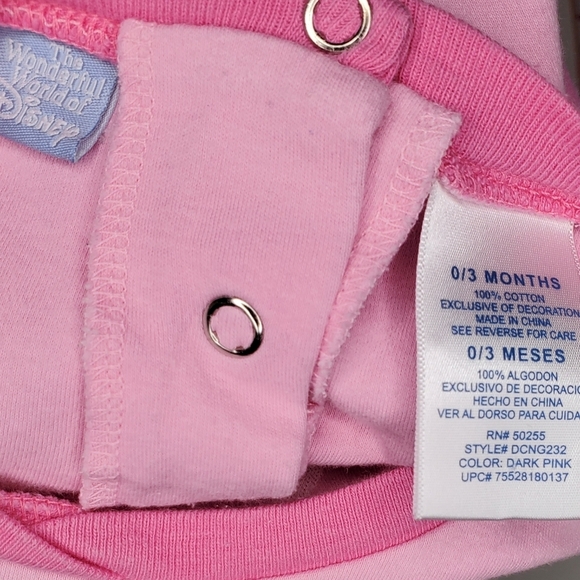 The
Wonderful
World of
Disney
0/3 MONTHS
100% COTTON
EXCLUSIVE OF DECORATION
MADE IN CHINA
SEE REVERSE FOR CARE
0/3 MESES
100% ALGODON
EXCLUSIVO DE DECORACIO
HECHO EN CHINA
VER AL DORSO PARA CUIDA
RN# 50255
STYLE# DCNG232
COLOR: DARK PINK
UPC# 75528180137